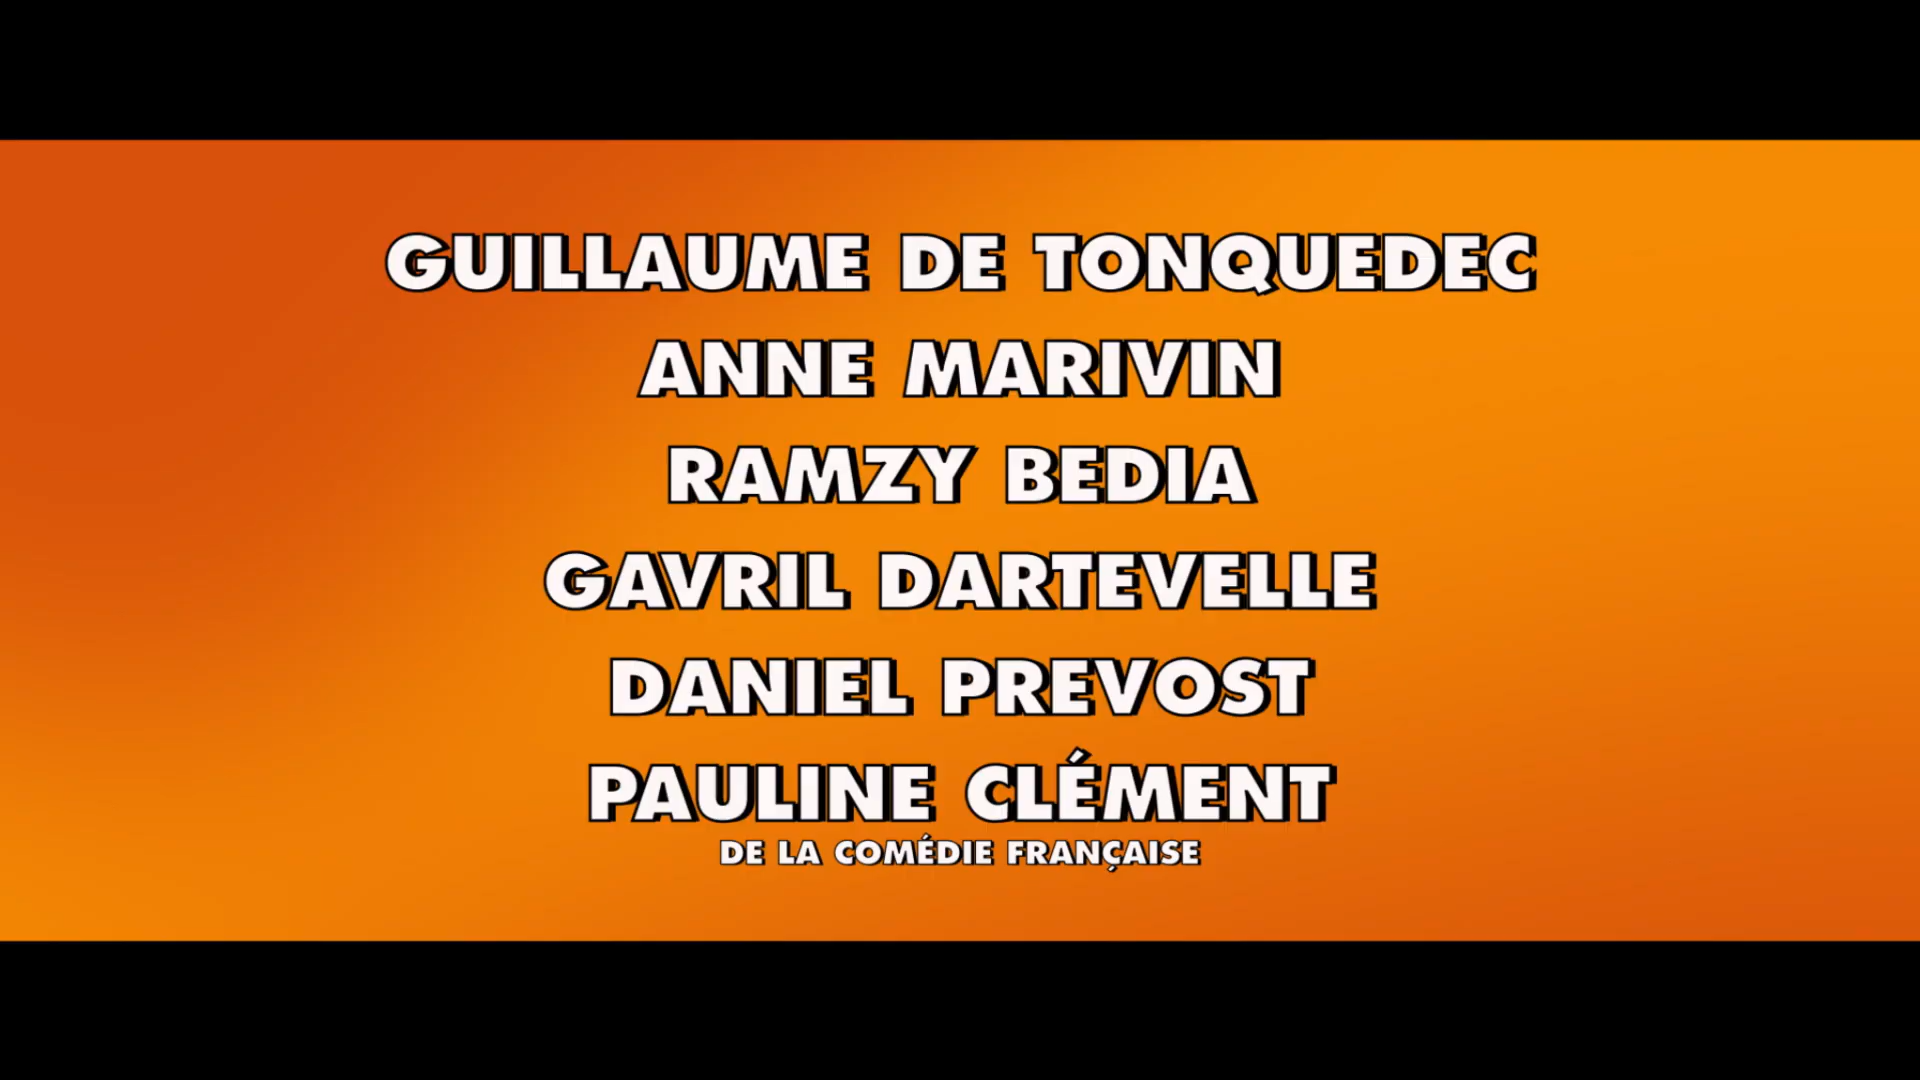 GUILLAUME DE TONQUEDEC
ANNE MARIVIN
RAMZY BEDIA
GAVRIL DARTEVELLE
DANIEL PREVOST
PAULINE CLÉMENT
DE LA COMÉDIE FRANÇAISE